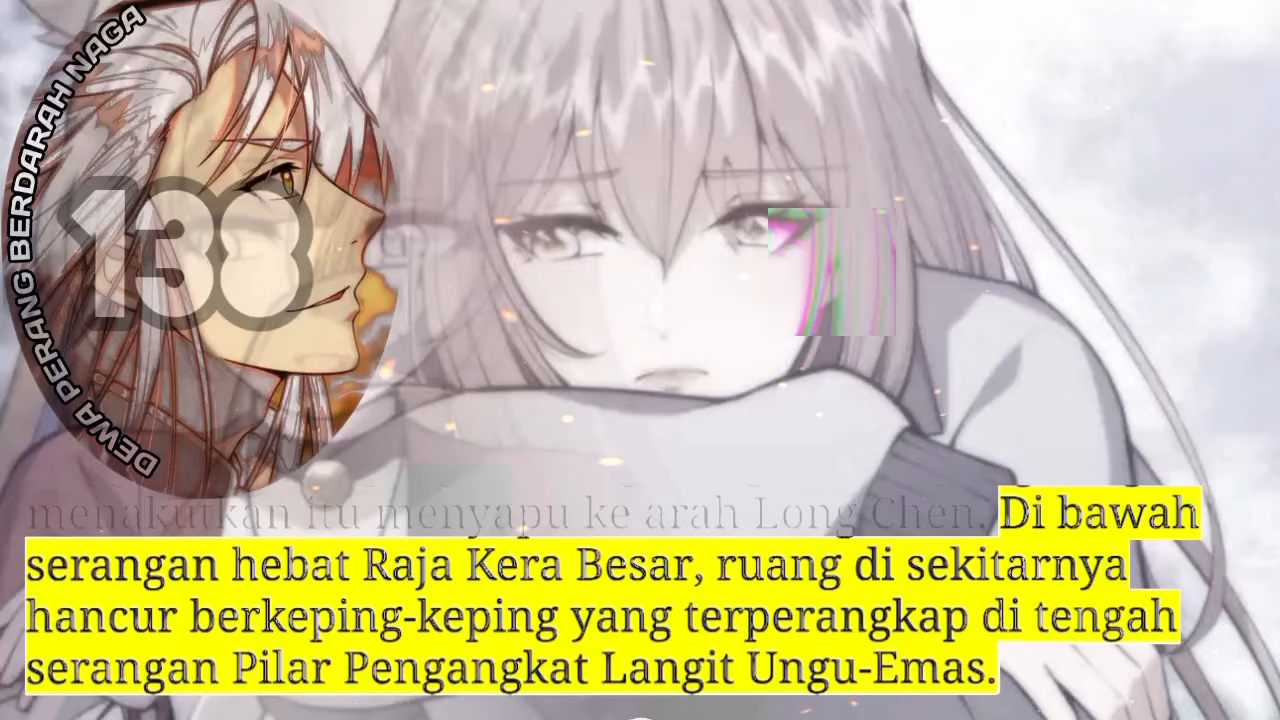 DEWA PERANG BERDARAH NAGA
138
menakutkan itu menyapu ke arah Long Chen. Di bawah
serangan hebat Raja Kera Besar, ruang di sekitarnya
hancur berkeping-keping yang terperangkap di tengah
serangan Pilar Pengangkat Langit Ungu-Emas.